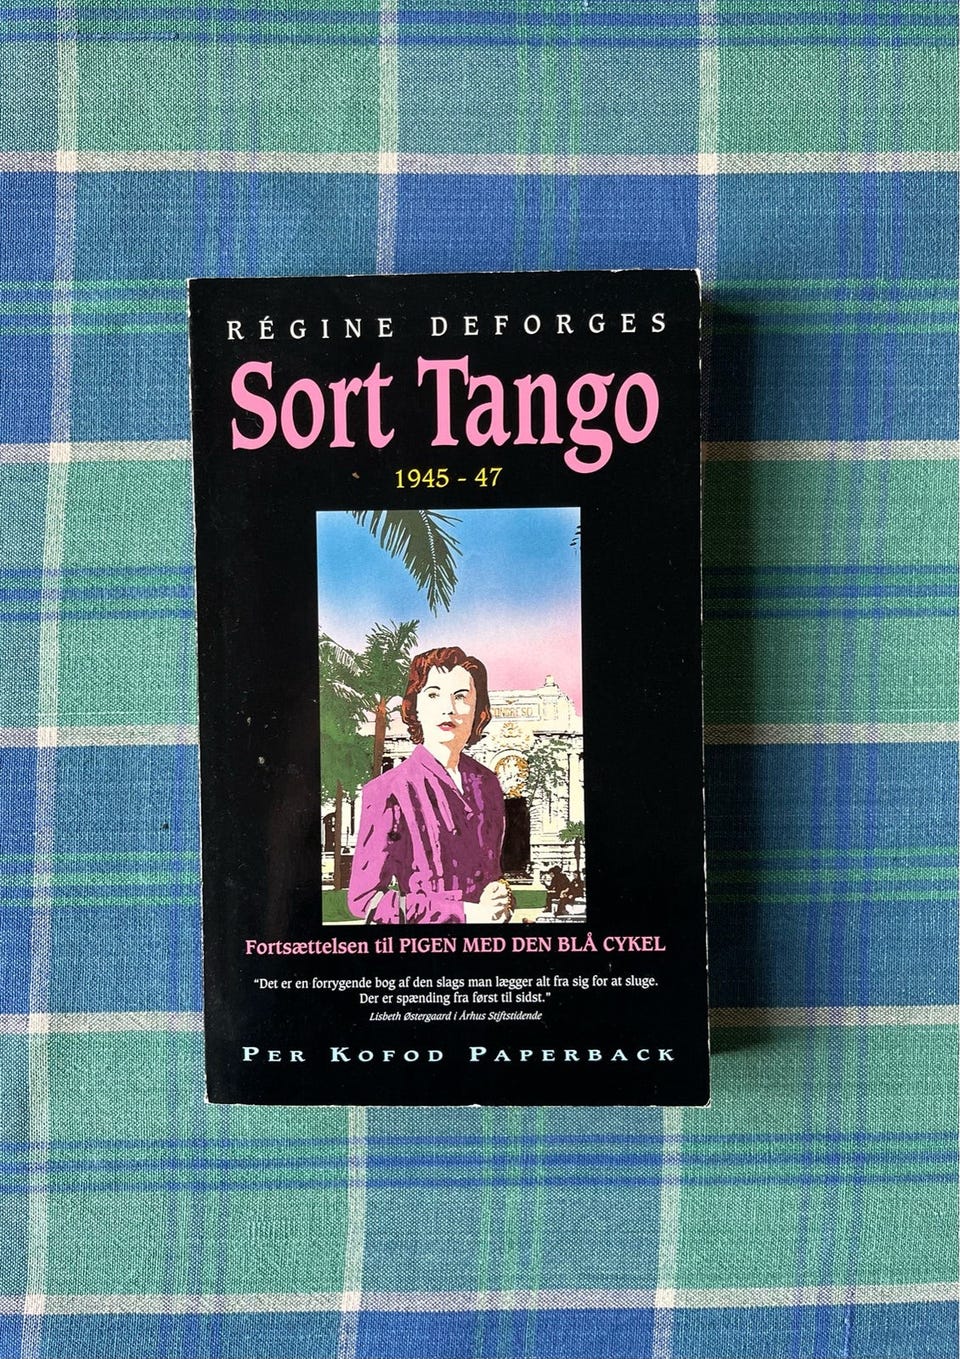 RÉGINE DEFORGES
Sort Tango
1945 - 47
CONGRESO
Fortsættelsen til PIGEN MED DEN BLÅ CYKEL
“Det er en forrygende bog af den slags man lægger alt fra sig for at sluge.
Der er spænding fra først til sidst.”
Lisbeth Østergaard i Århus Stiftstidende
PER KOFOD PAPERBACK